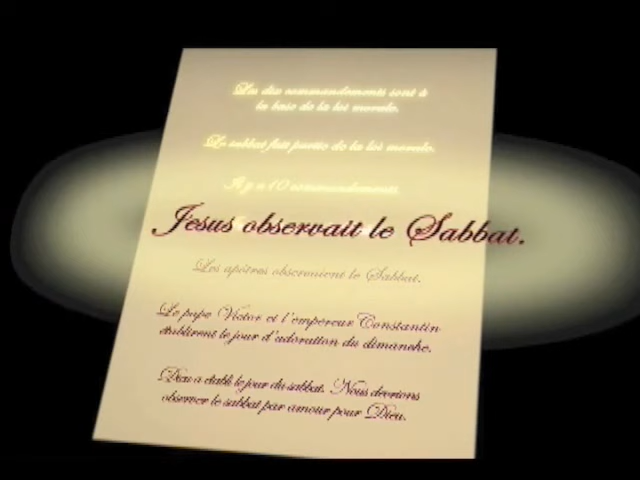 Les dix commandements sont à
la base de la loi morale.
Le sabbat fait partie de la loi morale.
Il y a 10 commandements.
Jesus observait le Sabbat.
Les apôtres observaient le Sabbat.
Le pape Victor et l'empereur Constantin
établirent le jour d'adoration du dimanche.
Dieu a établi le jour du sabbat. Nous devrions
observer le sabbat par amour pour Dieu.